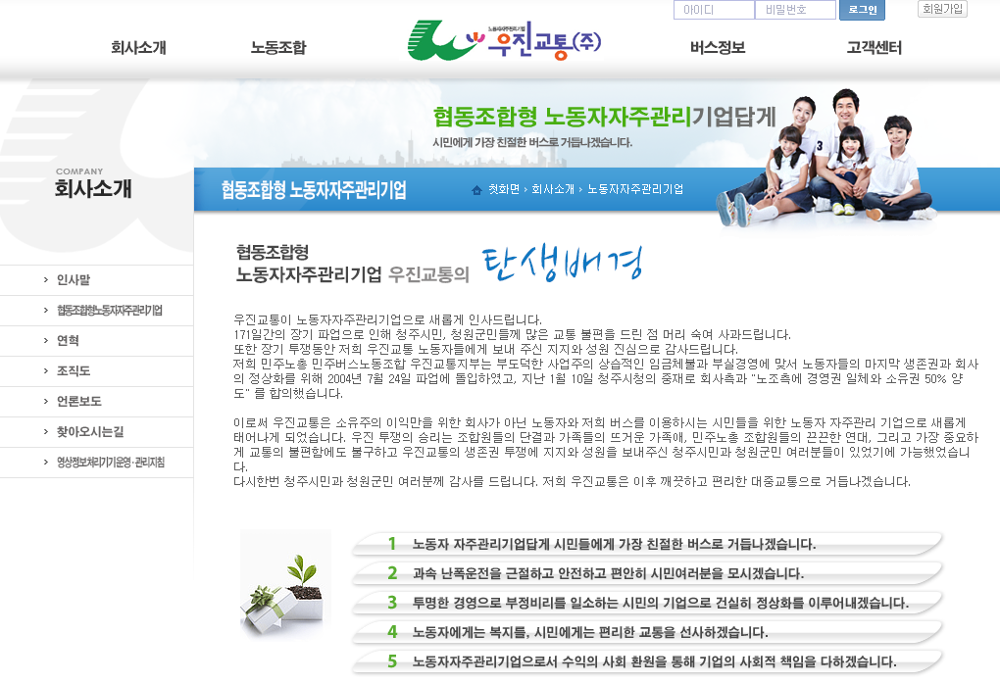 아이디 비밀번호 로그인 회원가입
회사소개 노동조합 노동자자주관리기업 우진교통(주) 버스정보 고객센터
협동조합형 노동자자주관리기업답게
시민에게 가장 친절한 버스로 거듭나겠습니다.
COMPANY
회사소개
협동조합형 노동자자주관리기업 첫화면 › 회사소개 › 노동자자주관리기업
인사말
협동조합형노동자자주관리기업
연혁
조직도
언론보도
찾아오시는길
영상정보처리기기 운영·관리지침
협동조합형
노동자자주관리기업 우진교통의 탄생배경
우진교통이 노동자자주관리기업으로 새롭게 인사드립니다.
171일간의 장기 파업으로 인해 청주시민, 청원군민들께 많은 교통 불편을 드린 점 머리 숙여 사과드립니다.
또한 장기 투쟁동안 저희 우진교통 노동자들에게 보내 주신 지지와 성원 진심으로 감사드립니다.
저희 민주노총 민주버스노동조합 우진교통지부는 부도덕한 사업주의 상습적인 임금체불과 부실경영에 맞서 노동자들의 마지막 생존권과 회사
의 정상화를 위해 2004년 7월 24일 파업에 돌입하였고, 지난 1월 10일 청주시청의 중재로 회사측과 "노조측에 경영권 일체와 소유권 50% 양
도" 를 합의했습니다.
이로써 우진교통은 소유주의 이익만을 위한 회사가 아닌 노동자와 저희 버스를 이용하시는 시민들을 위한 노동자 자주관리 기업으로 새롭게
태어나게 되었습니다. 우진 투쟁의 승리는 조합원들의 단결과 가족들의 뜨거운 가족애, 민주노총 조합원들의 끈끈한 연대, 그리고 가장 중요하
게 교통의 불편함에도 불구하고 우진교통의 생존권 투쟁에 지지와 성원을 보내주신 청주시민과 청원군민 여러분들이 있었기에 가능했었습니
다.
다시한번 청주시민과 청원군민 여러분께 감사를 드립니다. 저희 우진교통은 이후 깨끗하고 편리한 대중교통으로 거듭나겠습니다.
1 노동자 자주관리기업답게 시민들에게 가장 친절한 버스로 거듭나겠습니다.
2 과속 난폭운전을 근절하고 안전하고 편안히 시민여러분을 모시겠습니다.
3 투명한 경영으로 부정비리를 일소하는 시민의 기업으로 건실히 정상화를 이루어내겠습니다.
4 노동자에게는 복지를, 시민에게는 편리한 교통을 선사하겠습니다.
5 노동자자주관리기업으로서 수익의 사회 환원을 통해 기업의 사회적 책임을 다하겠습니다.